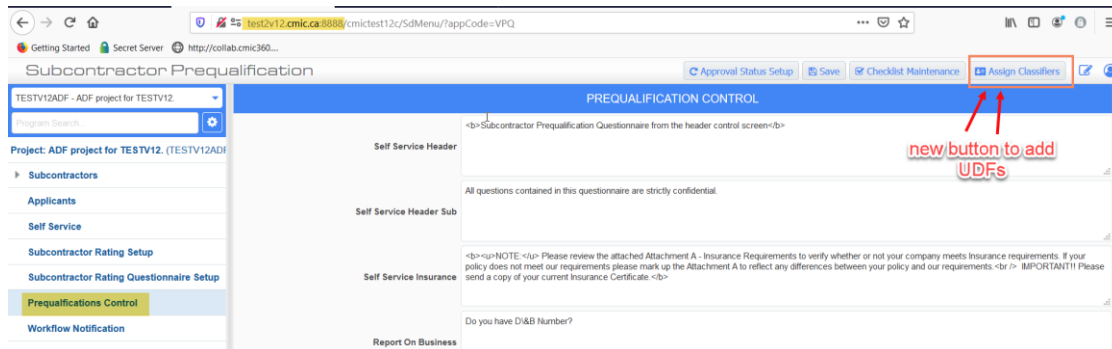 test2v12.cmic.ca:8888/cmictest12c/SdMenu/?appCode=VPQ
Getting Started Secret Server http://collab.cmic360...
Subcontractor Prequalification
Approval Status Setup Save Checklist Maintenance Assign Classifiers
TESTV12ADF - ADF project for TESTV12.
PREQUALIFICATION CONTROL
Program Search...
Project: ADF project for TESTV12. (TESTV12ADF
Subcontractors
Applicants
Self Service
Subcontractor Rating Setup
Subcontractor Rating Questionnaire Setup
Prequalfications Control
Workflow Notification
Self Service Header
<b>Subcontractor Prequalification Questionnaire from the header control screen</b>
new button to add
UDFs
Self Service Header Sub
All questions contained in this questionnaire are strictly confidential.
Self Service Insurance
<b><u>NOTE:</u> Please review the attached Attachment A - Insurance Requirements to verify whether or not your company meets Insurance requirements. If your
policy does not meet our requirements please mark up the Attachment A to reflect any differences between your policy and our requirements.<br /> IMPORTANT!! Please
send a copy of your current Insurance Certificate.</b>
Report On Business
Do you have D\&B Number?